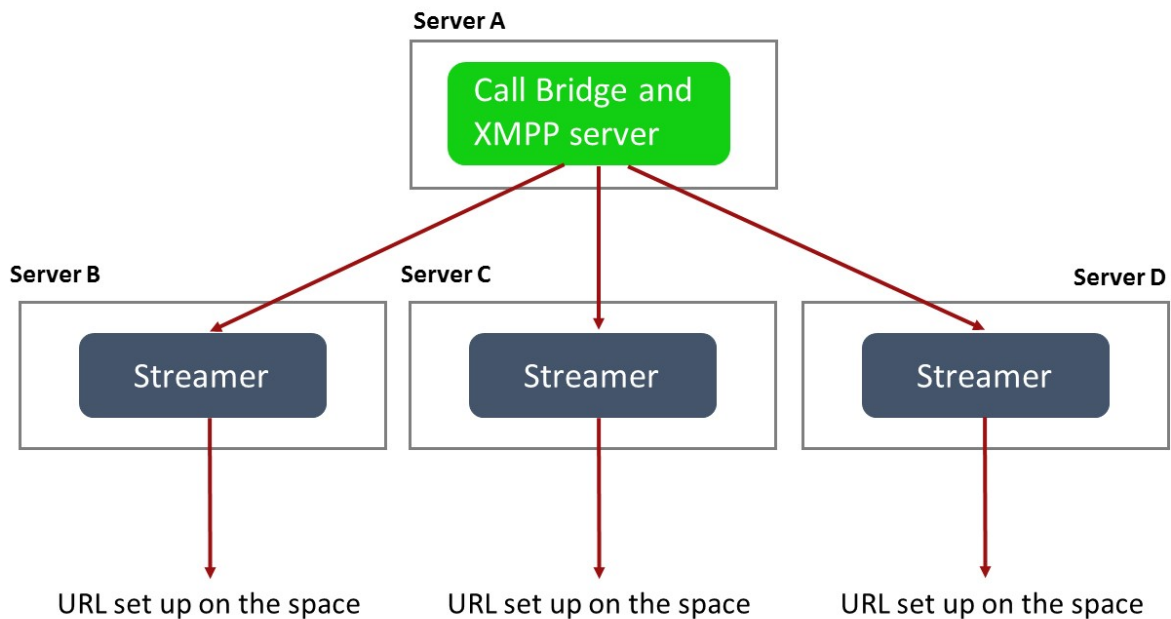 Server A
Call Bridge and
XMPP server
Server B
Server C
Server D
Streamer
Streamer
Streamer
URL set up on the space
URL set up on the space
URL set up on the space